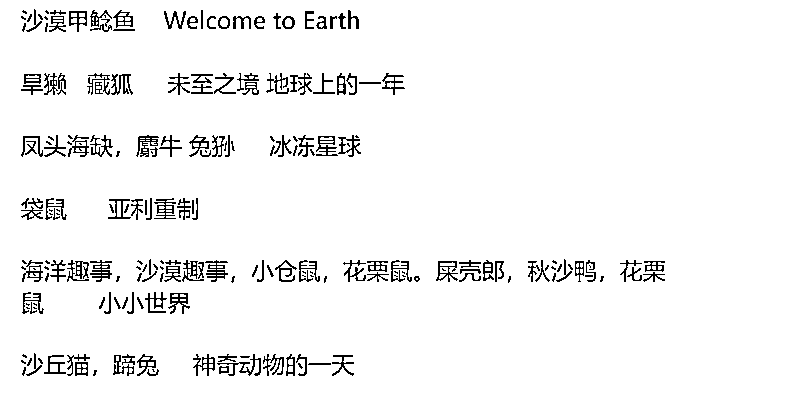 沙漠甲鲶鱼 Welcome to Earth
旱獭 藏狐 未至之境 地球上的一年
凤头海缺，麝牛 兔狲 冰冻星球
袋鼠 亚利重制
海洋趣事，沙漠趣事，小仓鼠，花栗鼠。屎壳郎，秋沙鸭，花栗
鼠 小小世界
沙丘猫，蹄兔 神奇动物的一天